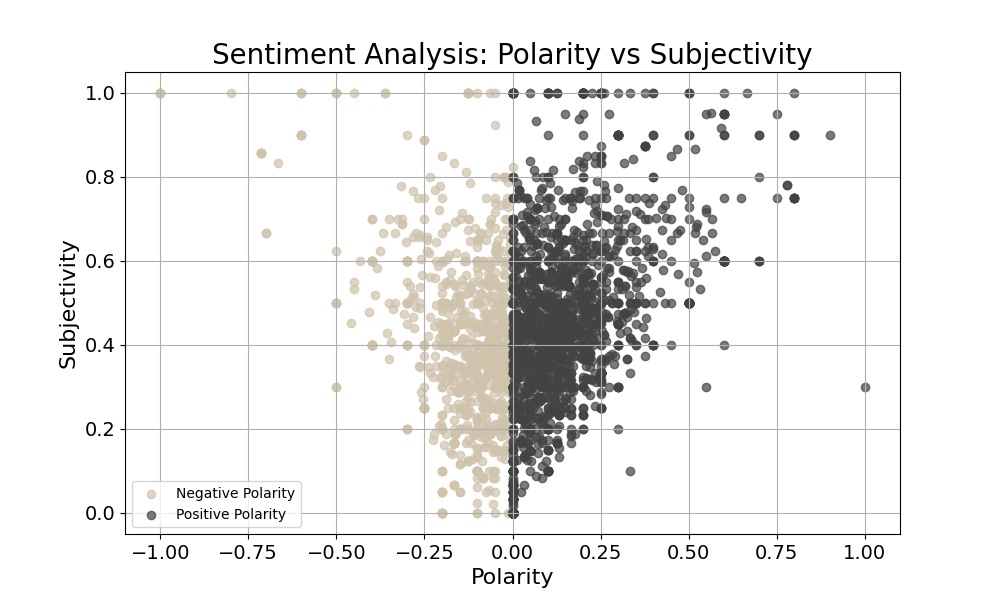 Sentiment Analysis: Polarity vs Subjectivity
Subjectivity
1.0
0.8
0.6
0.4
0.2
0.0
Negative Polarity
Positive Polarity
−1.00 −0.75 −0.50 −0.25 0.00 0.25 0.50 0.75 1.00
Polarity